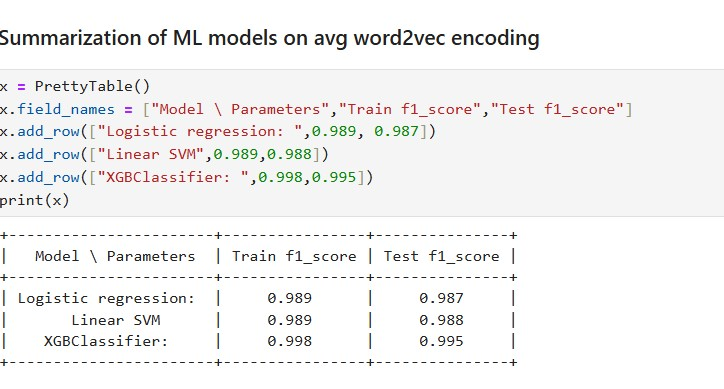 Summarization of ML models on avg word2vec encoding
x = PrettyTable()
x.field_names = ["Model \ Parameters","Train f1_score","Test f1_score"]
x.add_row(["Logistic regression: ",0.989, 0.987])
x.add_row(["Linear SVM",0.989,0.988])
x.add_row(["XGBClassifier: ",0.998,0.995])
print(x)
+-----------------------+----------------+---------------+
|   Model \ Parameters  | Train f1_score | Test f1_score |
+-----------------------+----------------+---------------+
| Logistic regression:  |     0.989      |     0.987     |
|       Linear SVM      |     0.989      |     0.988     |
|    XGBClassifier:     |     0.998      |     0.995     |
+-----------------------+----------------+---------------+